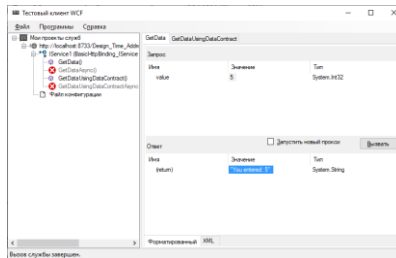 Тестовый клиент WCF
Файл Программы Справка
Мои проекты служб
http://localhost:8733/Design_Time_Addre
IService1 (BasicHttpBinding_IService
GetData()
GetDataAsync()
GetDataUsingDataContract()
GetDataUsingDataContractAsync
Файл конфигурации
GetData GetDataUsingDataContract
Запрос
Имя Значение Тип
value 5 System.Int32
Запустить новый прокси Вызвать
Ответ
Имя Значение Тип
(return) "You entered: 5" System.String
Форматированный XML
Вызов службы завершен.